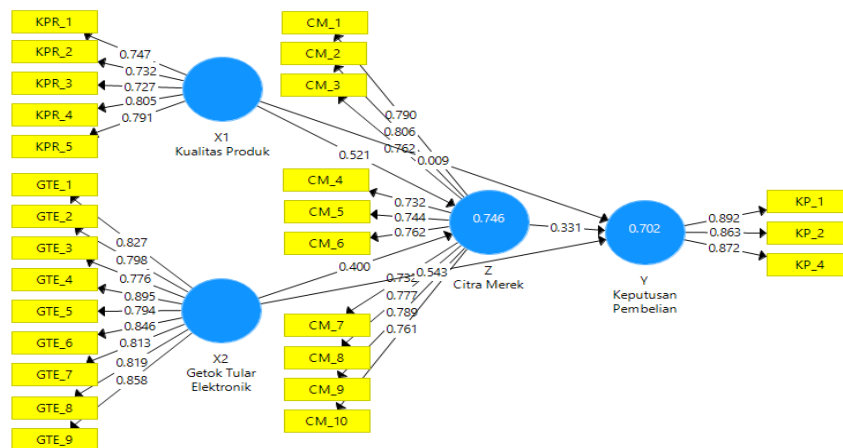 KPR_1
KPR_2
KPR_3
KPR_4
KPR_5
0.747
0.732
0.727
0.805
0.791
X1
Kualitas Produk
GTE_1
GTE_2
GTE_3
GTE_4
GTE_5
GTE_6
GTE_7
GTE_8
GTE_9
0.827
0.798
0.776
0.895
0.794
0.846
0.813
0.819
0.858
X2
Getok Tular
Elektronik
CM_1
CM_2
CM_3
0.790
0.806
0.762
0.009
0.521
CM_4
CM_5
CM_6
0.732
0.744
0.762
0.400
0.746
Z
Citra Merek
0.331
0.543
0.777
0.789
0.761
CM_7
CM_8
CM_9
CM_10
0.702
Y
Keputusan
Pembelian
0.892
0.863
0.872
KP_1
KP_2
KP_4